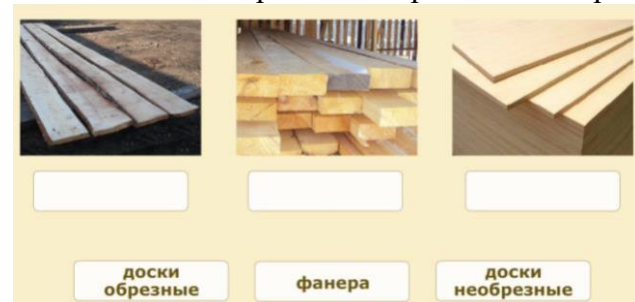 доски
обрезные
фанера
доски
необрезные